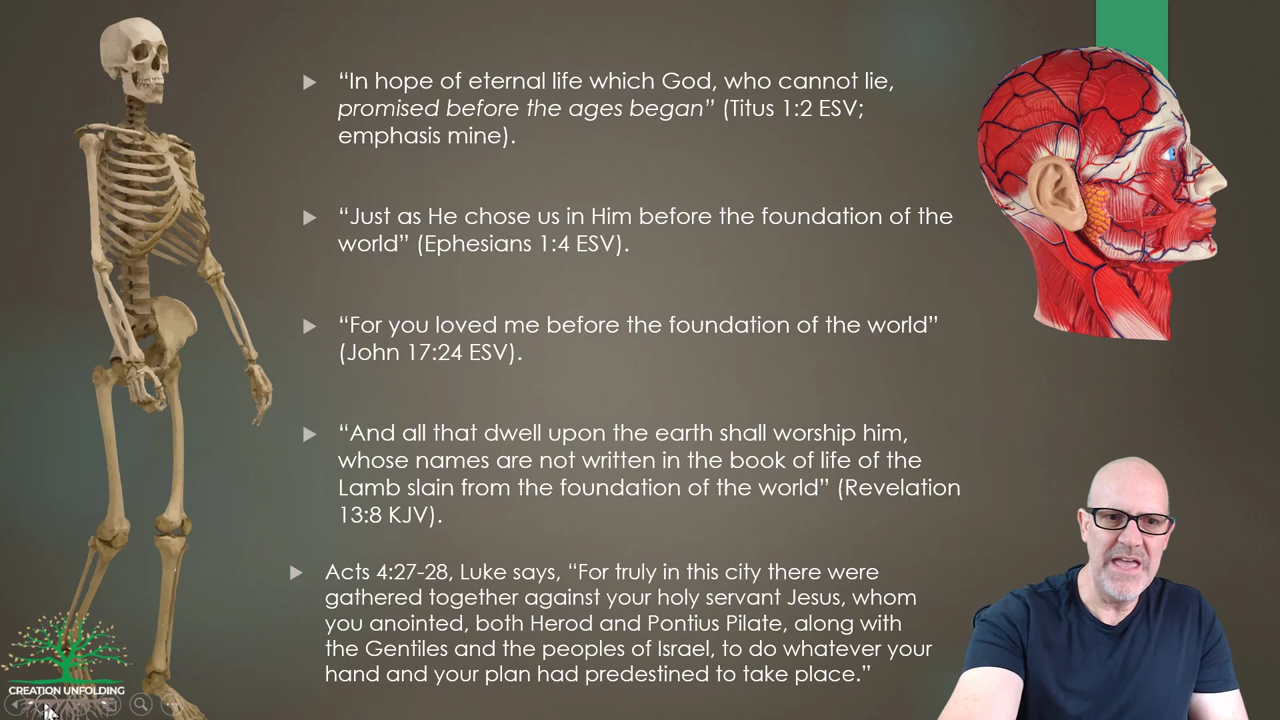 “In hope of eternal life which God, who cannot lie,
promised before the ages began” (Titus 1:2 ESV;
emphasis mine).
“Just as He chose us in Him before the foundation of the
world” (Ephesians 1:4 ESV).
“For you loved me before the foundation of the world”
(John 17:24 ESV).
“And all that dwell upon the earth shall worship him,
whose names are not written in the book of life of the
Lamb slain from the foundation of the world” (Revelation
13:8 KJV).
Acts 4:27-28, Luke says, “For truly in this city there were
gathered together against your holy servant Jesus, whom
you anointed, both Herod and Pontius Pilate, along with
the Gentiles and the peoples of Israel, to do whatever your
hand and your plan had predestined to take place.”
CREATION UNFOLDING